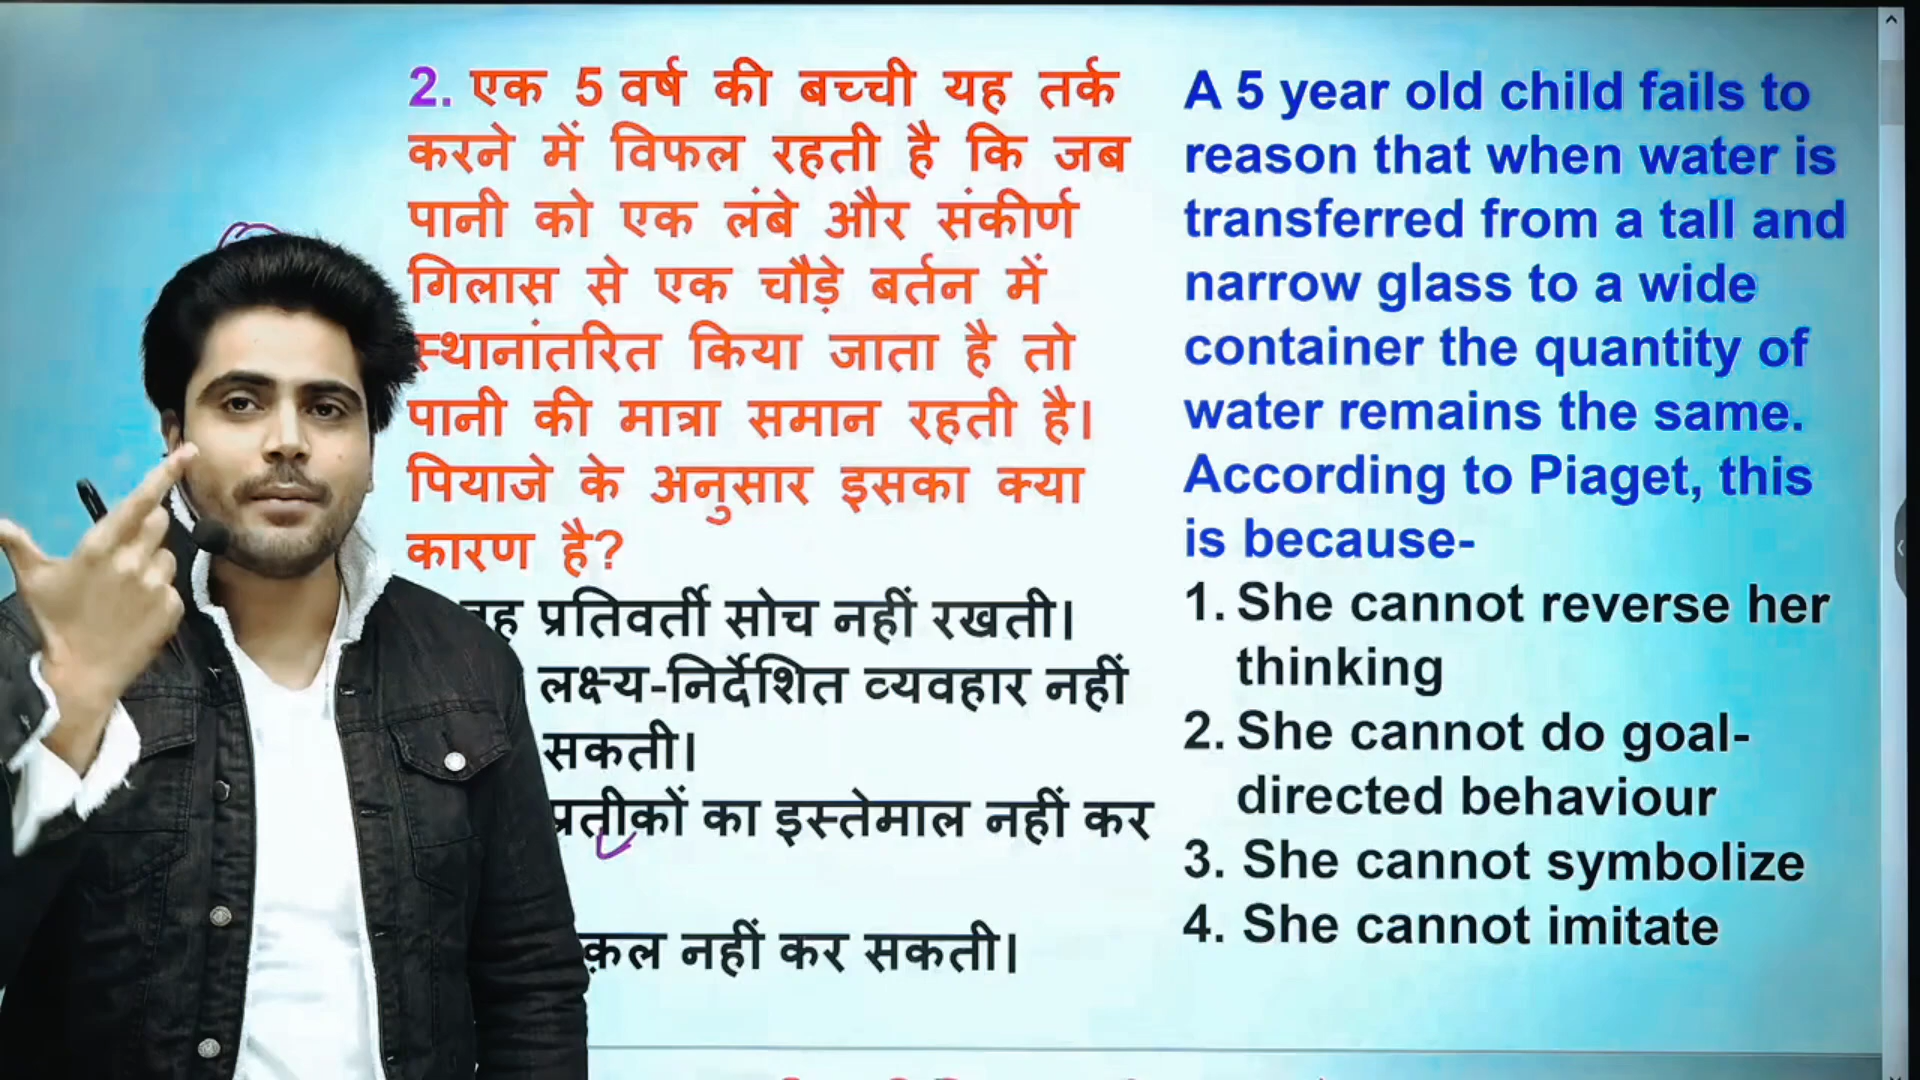 2. एक 5 वर्ष की बच्ची यह तर्क
करने में विफल रहती है कि जब
पानी को एक लंबे और संकीर्ण
गिलास से एक चौड़े बर्तन में
स्थानांतरित किया जाता है तो
पानी की मात्रा समान रहती है।
पियाजे के अनुसार इसका क्या
कारण है?
प्रतिवर्ती सोच नहीं रखती।
लक्ष्य-निर्देशित व्यवहार नहीं
सकती।
प्रतीकों का इस्तेमाल नहीं कर
नहीं कर सकती।
A 5 year old child fails to
reason that when water is
transferred from a tall and
narrow glass to a wide
container the quantity of
water remains the same.
According to Piaget, this
is because-
1. She cannot reverse her
thinking
2. She cannot do goal-
directed behaviour
3. She cannot symbolize
4. She cannot imitate